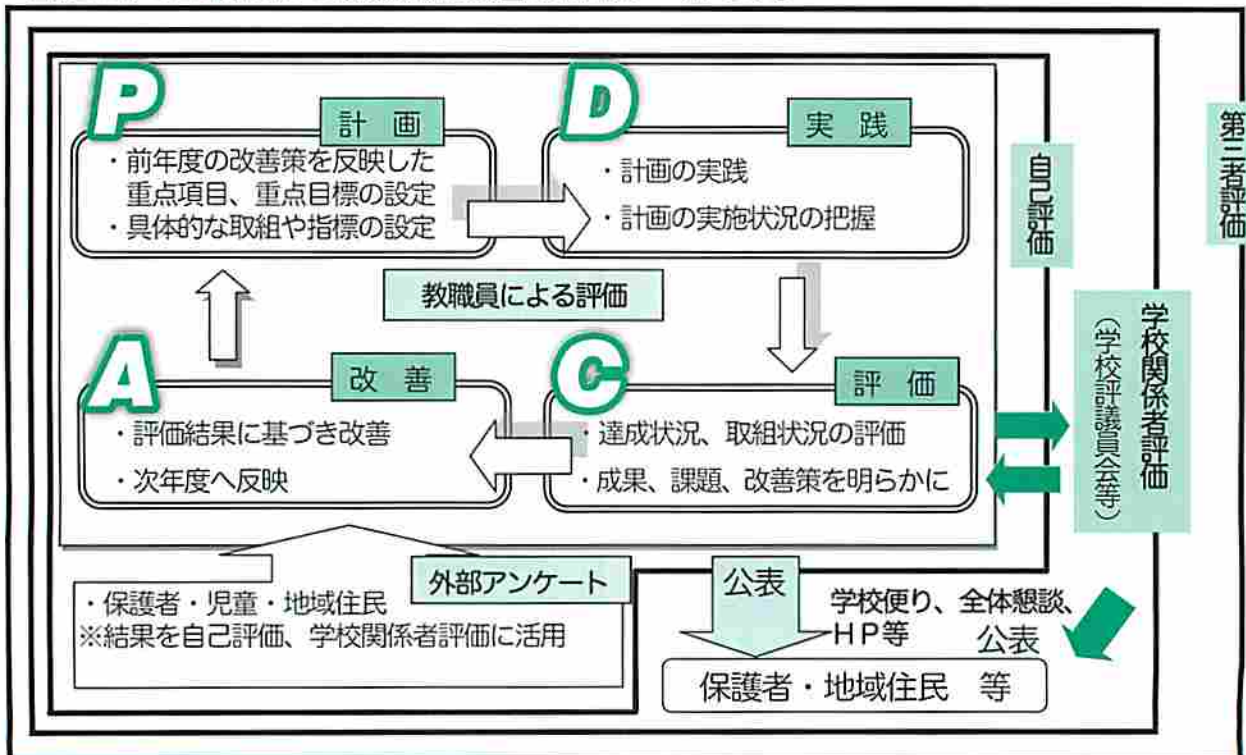 P
計画
・前年度の改善策を反映した
重点項目、重点目標の設定
・具体的な取組や指標の設定
D
実践
・計画の実践
・計画の実施状況の把握
教職員による評価
A
改善
・評価結果に基づき改善
・次年度へ反映
C
評価
・達成状況、取組状況の評価
・成果、課題、改善策を明らかに
自己評価
学校関係者評価
（学校評議員会等）
第三者評価
外部アンケート
・保護者・児童・地域住民
※結果を自己評価、学校関係者評価に活用
公表
学校便り、全体懇談、
ＨＰ等
公表
保護者・地域住民　等